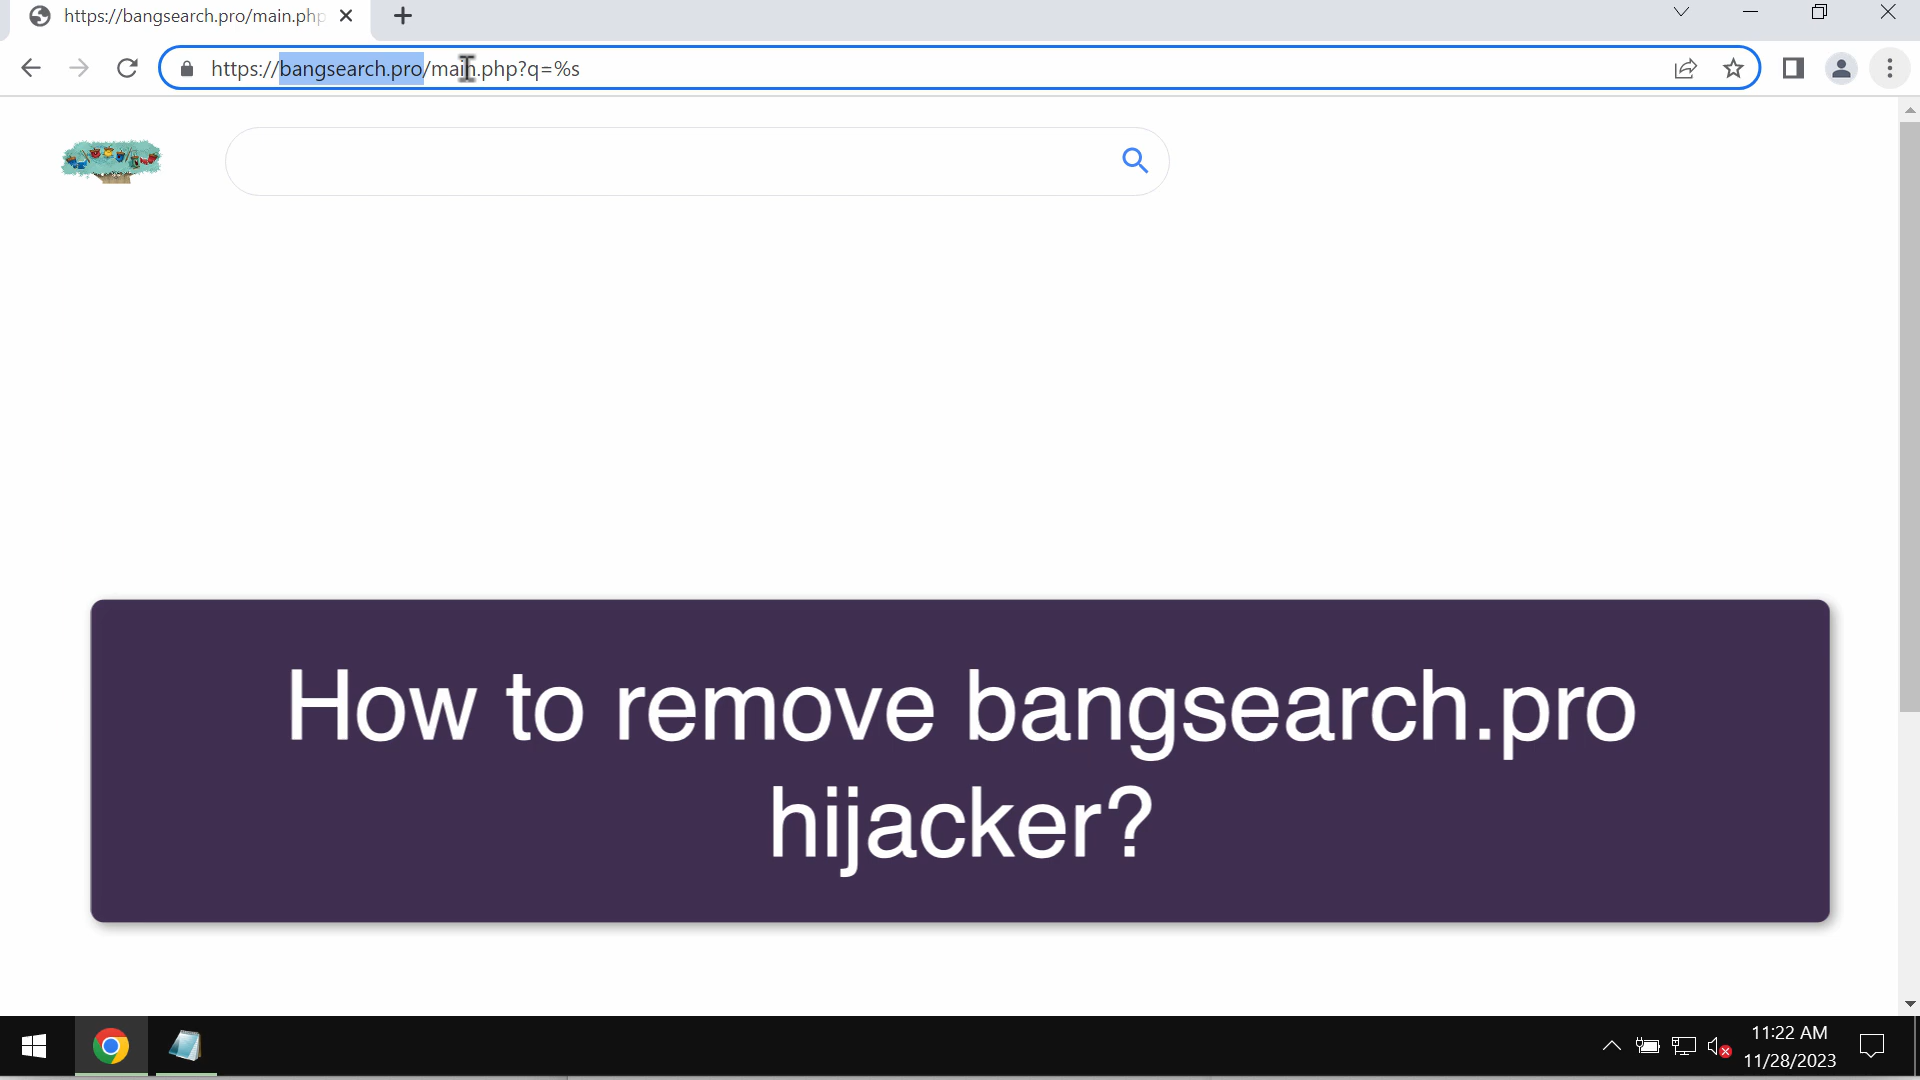 https://bangsearch.pro/main.php
https://bangsearch.pro/main.php?q=%s
How to remove bangsearch.pro
hijacker?
11:22 AM
11/28/2023